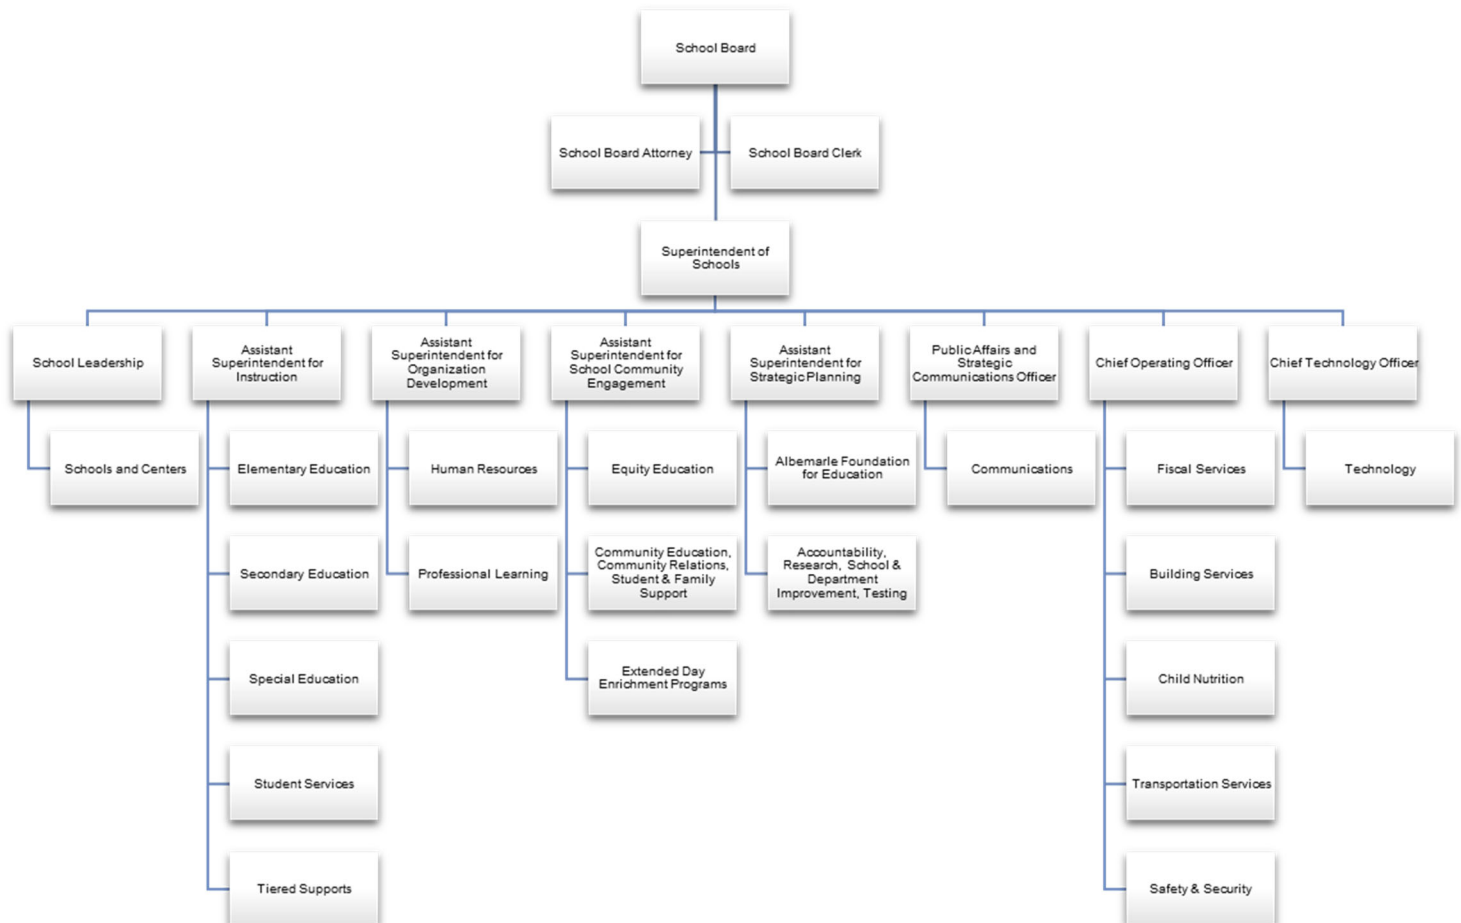 School Board
School Board Attorney
School Board Clerk
Superintendent of
Schools
School Leadership
Assistant
Superintendent for
Instruction
Assistant
Superintendent for
Organization
Development
Assistant
Superintendent for
School Community
Engagement
Assistant
Superintendent for
Strategic Planning
Public Affairs and
Strategic
Communications Officer
Chief Operating Officer
Chief Technology Officer
Schools and Centers
Elementary Education
Human Resources
Equity Education
Albemarle Foundation
for Education
Communications
Fiscal Services
Technology
Secondary Education
Professional Learning
Community Education,
Community Relations,
Student & Family
Support
Accountability,
Research, School &
Department
Improvement, Testing
Building Services
Special Education
Extended Day
Enrichment Programs
Child Nutrition
Student Services
Transportation Services
Tiered Supports
Safety & Security